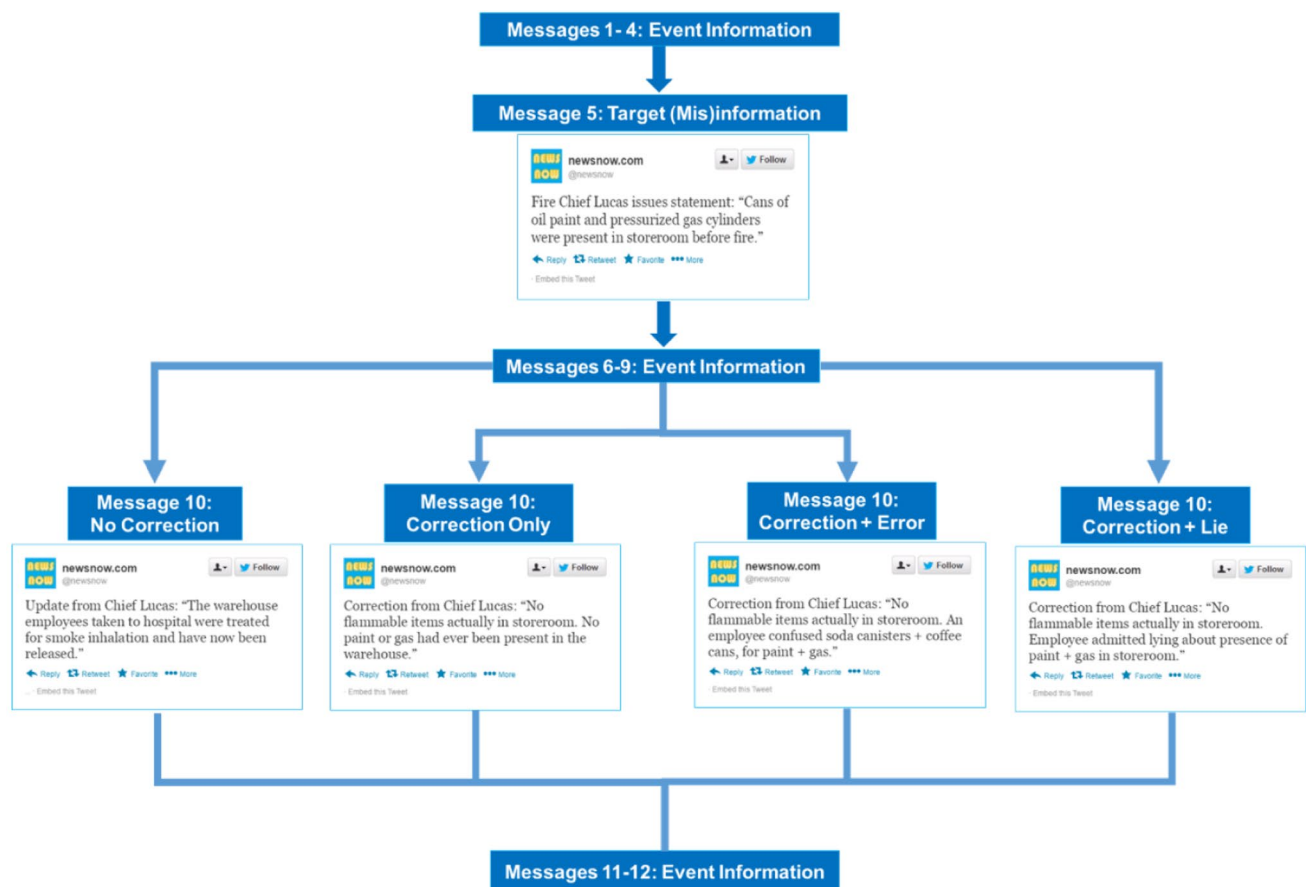 Messages 1- 4: Event Information
Message 5: Target (Mis)information
NEWS
NOW
newsnow.com
@newsnow
Follow
Fire Chief Lucas issues statement: “Cans of
oil paint and pressurized gas cylinders
were present in storeroom before fire.”
Reply Retweet Favorite More
· Embed this Tweet
Messages 6-9: Event Information
Message 10:
No Correction
NEWS
NOW
newsnow.com
@newsnow
Follow
Update from Chief Lucas: “The warehouse
employees taken to hospital were treated
for smoke inhalation and have now been
released.”
Reply Retweet Favorite More
... · Embed this Tweet
Message 10:
Correction Only
NEWS
NOW
newsnow.com
@newsnow
Follow
Correction from Chief Lucas: “No
flammable items actually in storeroom. No
paint or gas had ever been present in the
warehouse.”
Reply Retweet Favorite More
· Embed this Tweet
Message 10:
Correction + Error
NEWS
NOW
newsnow.com
@newsnow
Follow
Correction from Chief Lucas: “No
flammable items actually in storeroom. An
employee confused soda canisters + coffee
cans, for paint + gas.”
Reply Retweet Favorite More
· Embed this Tweet
Message 10:
Correction + Lie
NEWS
NOW
newsnow.com
@newsnow
Follow
Correction from Chief Lucas: “No
flammable items actually in storeroom.
Employee admitted lying about presence of
paint + gas in storeroom.”
Reply Retweet Favorite More
· Embed this Tweet
Messages 11-12: Event Information